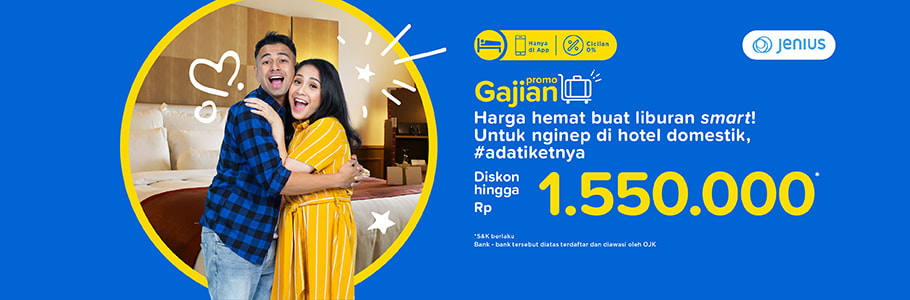 Hanya
di App
Cicilan
0%
Jenius
promo
Gajian
Harga hemat buat liburan smart!
Untuk nginep di hotel domestik,
#adatiketnya
Diskon
hingga
Rp
1.550.000*
*S&K berlaku
Bank - bank tersebut diatas terdaftar dan diawasi oleh OJK